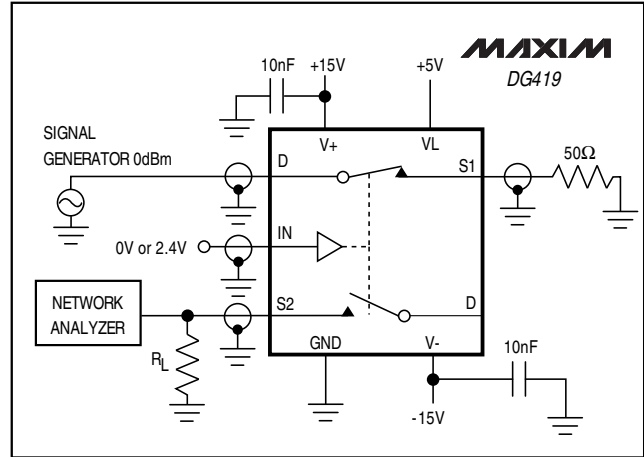 MAXIM
DG419
10nF
+15V
+5V
SIGNAL
GENERATOR 0dBm
V+
VL
D
S1
50Ω
IN
0V or 2.4V
NETWORK
ANALYZER
S2
D
RL
GND
V-
10nF
-15V